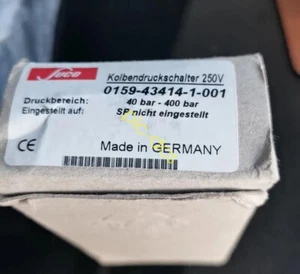 Suco Kolbendruckschalter 250V
0159-43414-1-001
Druckbereich: 40 bar - 400 bar
Eingestellt auf: SP nicht eingestellt
CE Made in GERMANY